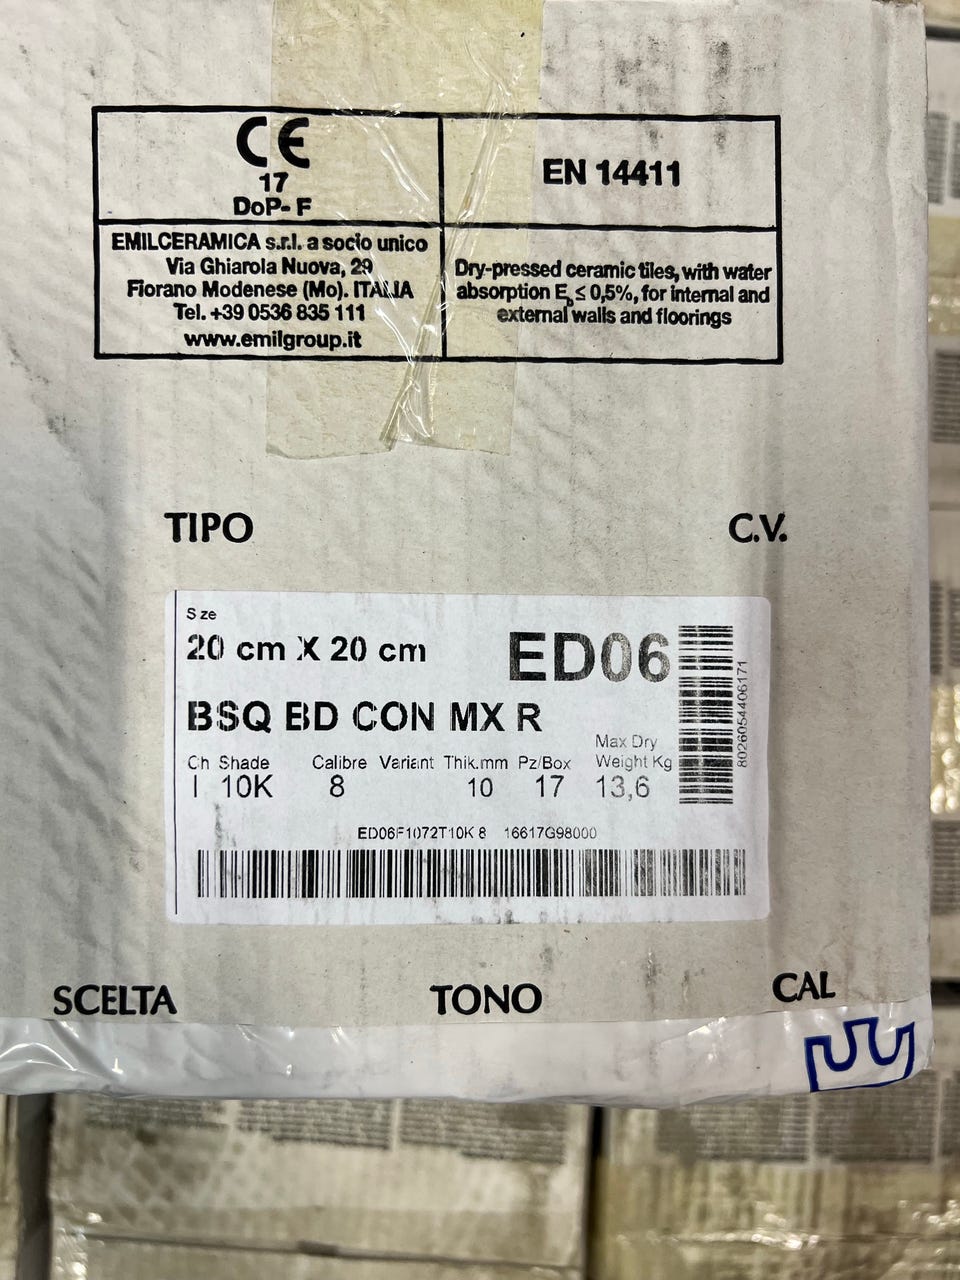 CE
17
DoP- F
EN 14411
EMILCERAMICA s.r.l. a socio unico
Via Ghiarola Nuova, 29
Fiorano Modenese (Mo). ITALIA
Tel. +39 0536 835 111
www.emilgroup.it
Dry-pressed ceramic tiles, with water
absorption Eb ≤ 0,5%, for internal and
external walls and floorings
TIPO
C.V.
Size
20 cm X 20 cm
ED06
BSQ BD CON MX R
Ch Shade Calibre Variant Thik.mm Pz/Box Max Dry Weight Kg
I 10K 8 10 17 13,6
8026054406171
ED06F1072T10K 8 16617G98000
SCELTA
TONO
CAL